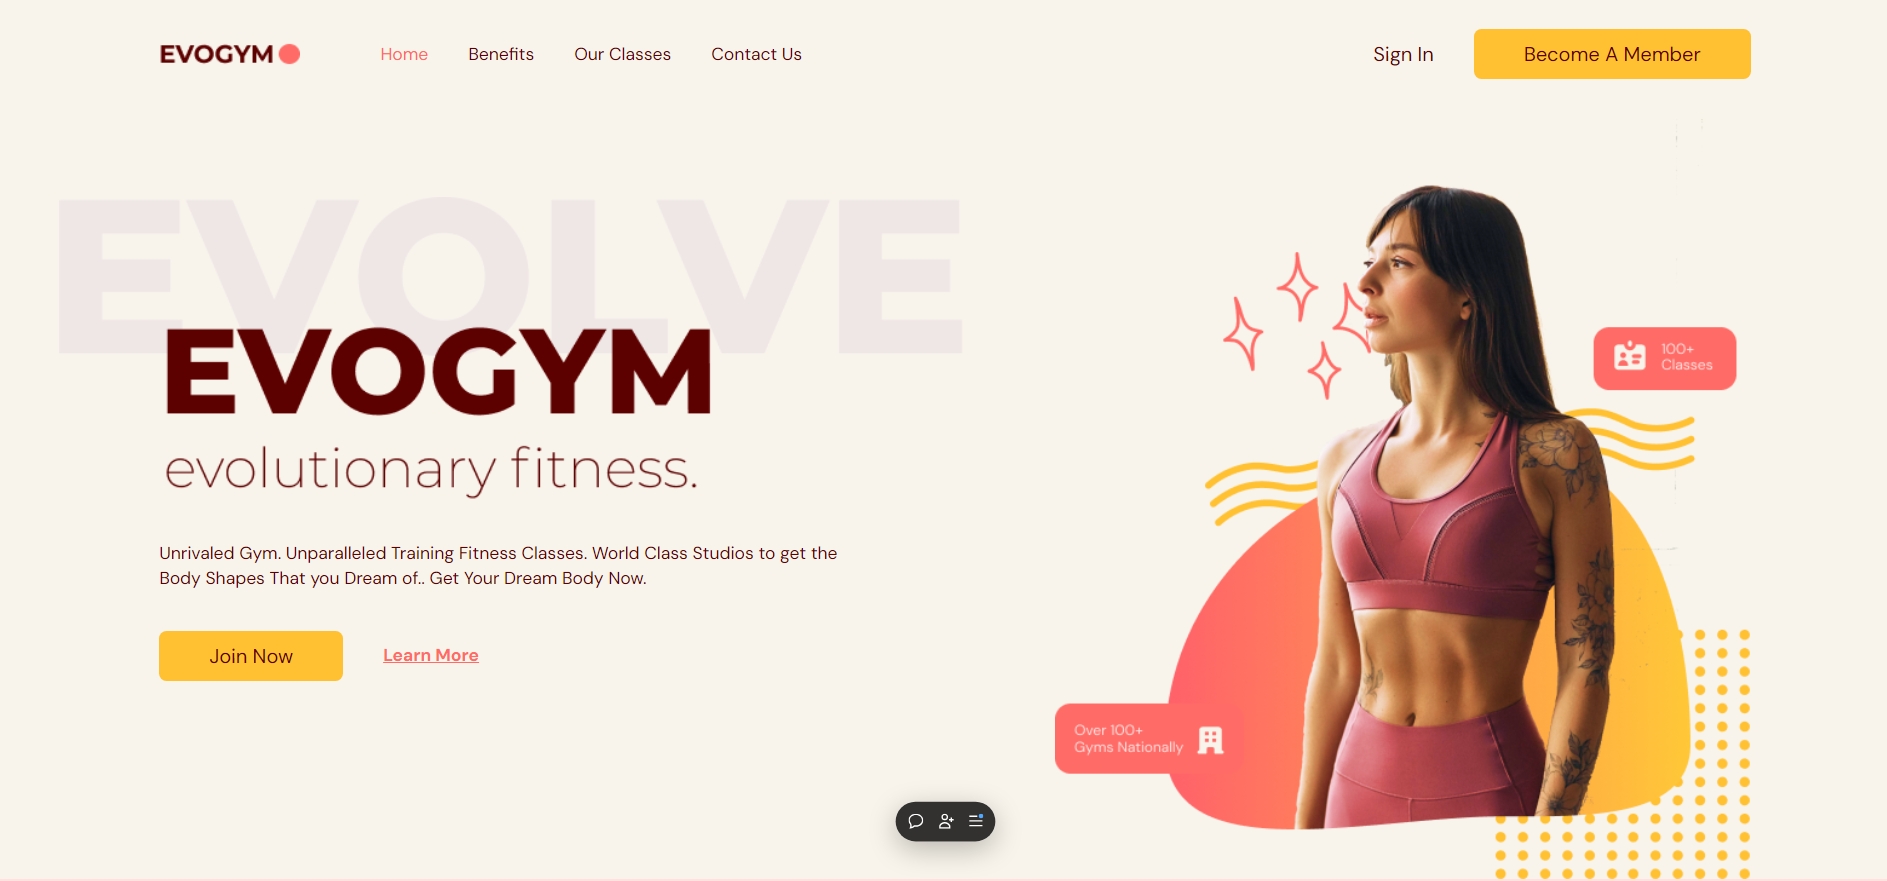 EVOGYM
Home
Benefits
Our Classes
Contact Us
Sign In
Become A Member
EVOLVE
EVOGYM
evolutionary fitness.
Unrivaled Gym. Unparalleled Training Fitness Classes. World Class Studios to get the
Body Shapes That you Dream of.. Get Your Dream Body Now.
Join Now
Learn More
100+
Classes
Over 100+
Gyms Nationally